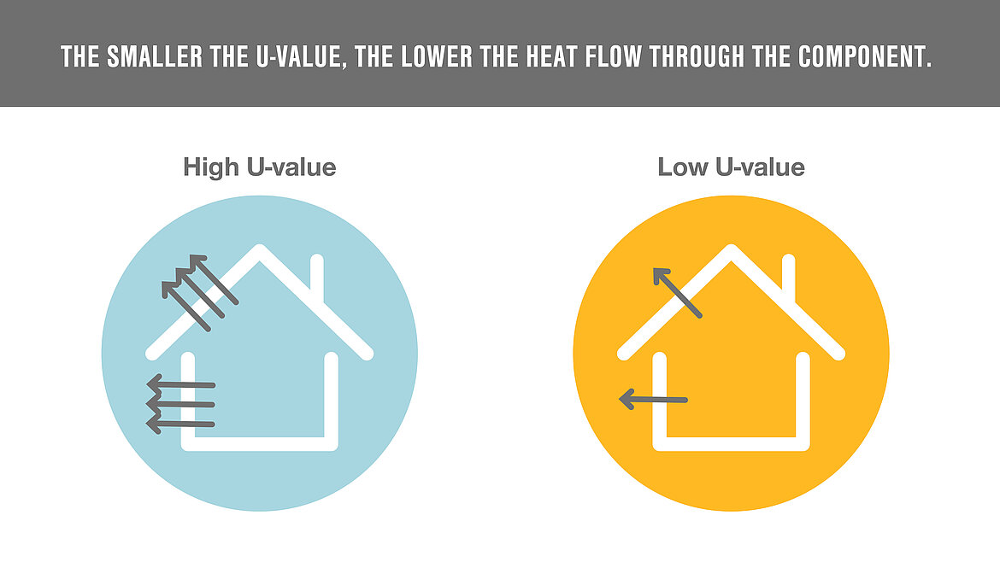 THE SMALLER THE U-VALUE, THE LOWER THE HEAT FLOW THROUGH THE COMPONENT.
High U-value
Low U-value